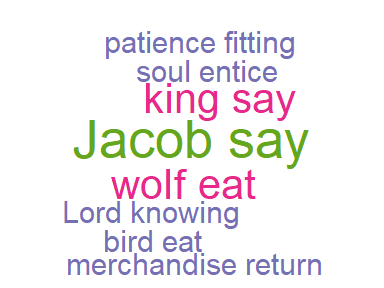 patience fitting
soul entice
king say
Jacob say
wolf eat
Lord knowing
bird eat
merchandise return